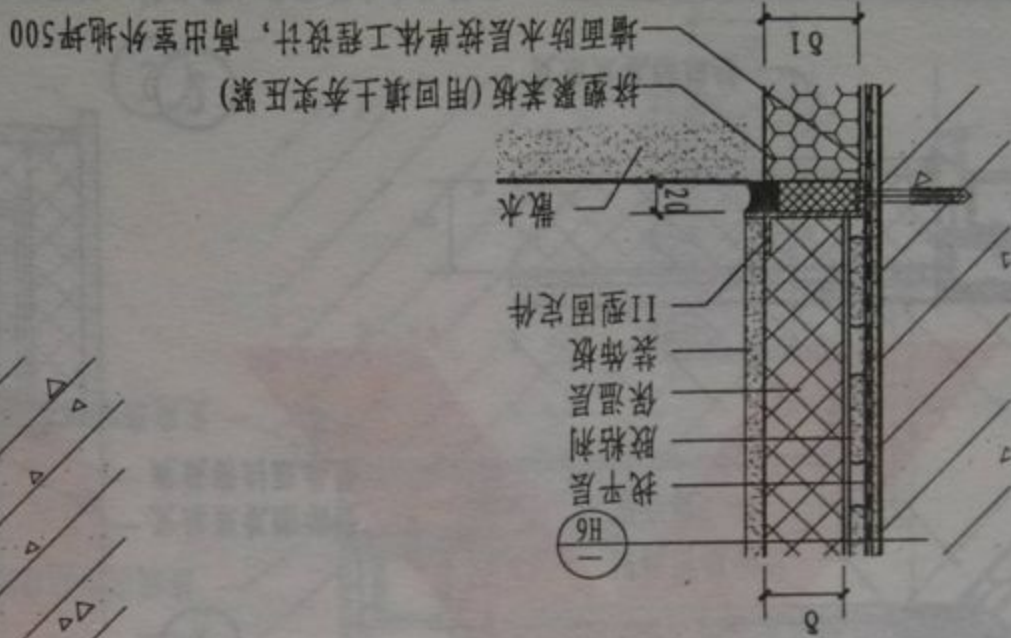 δ
—
H6
找平层
胶粘剂
保温层
装饰板
II型固定件
20
散水
挤塑聚苯板(用回填土夯实压紧)
墙面防水层按单体工程设计，高出室外地坪500
δ1